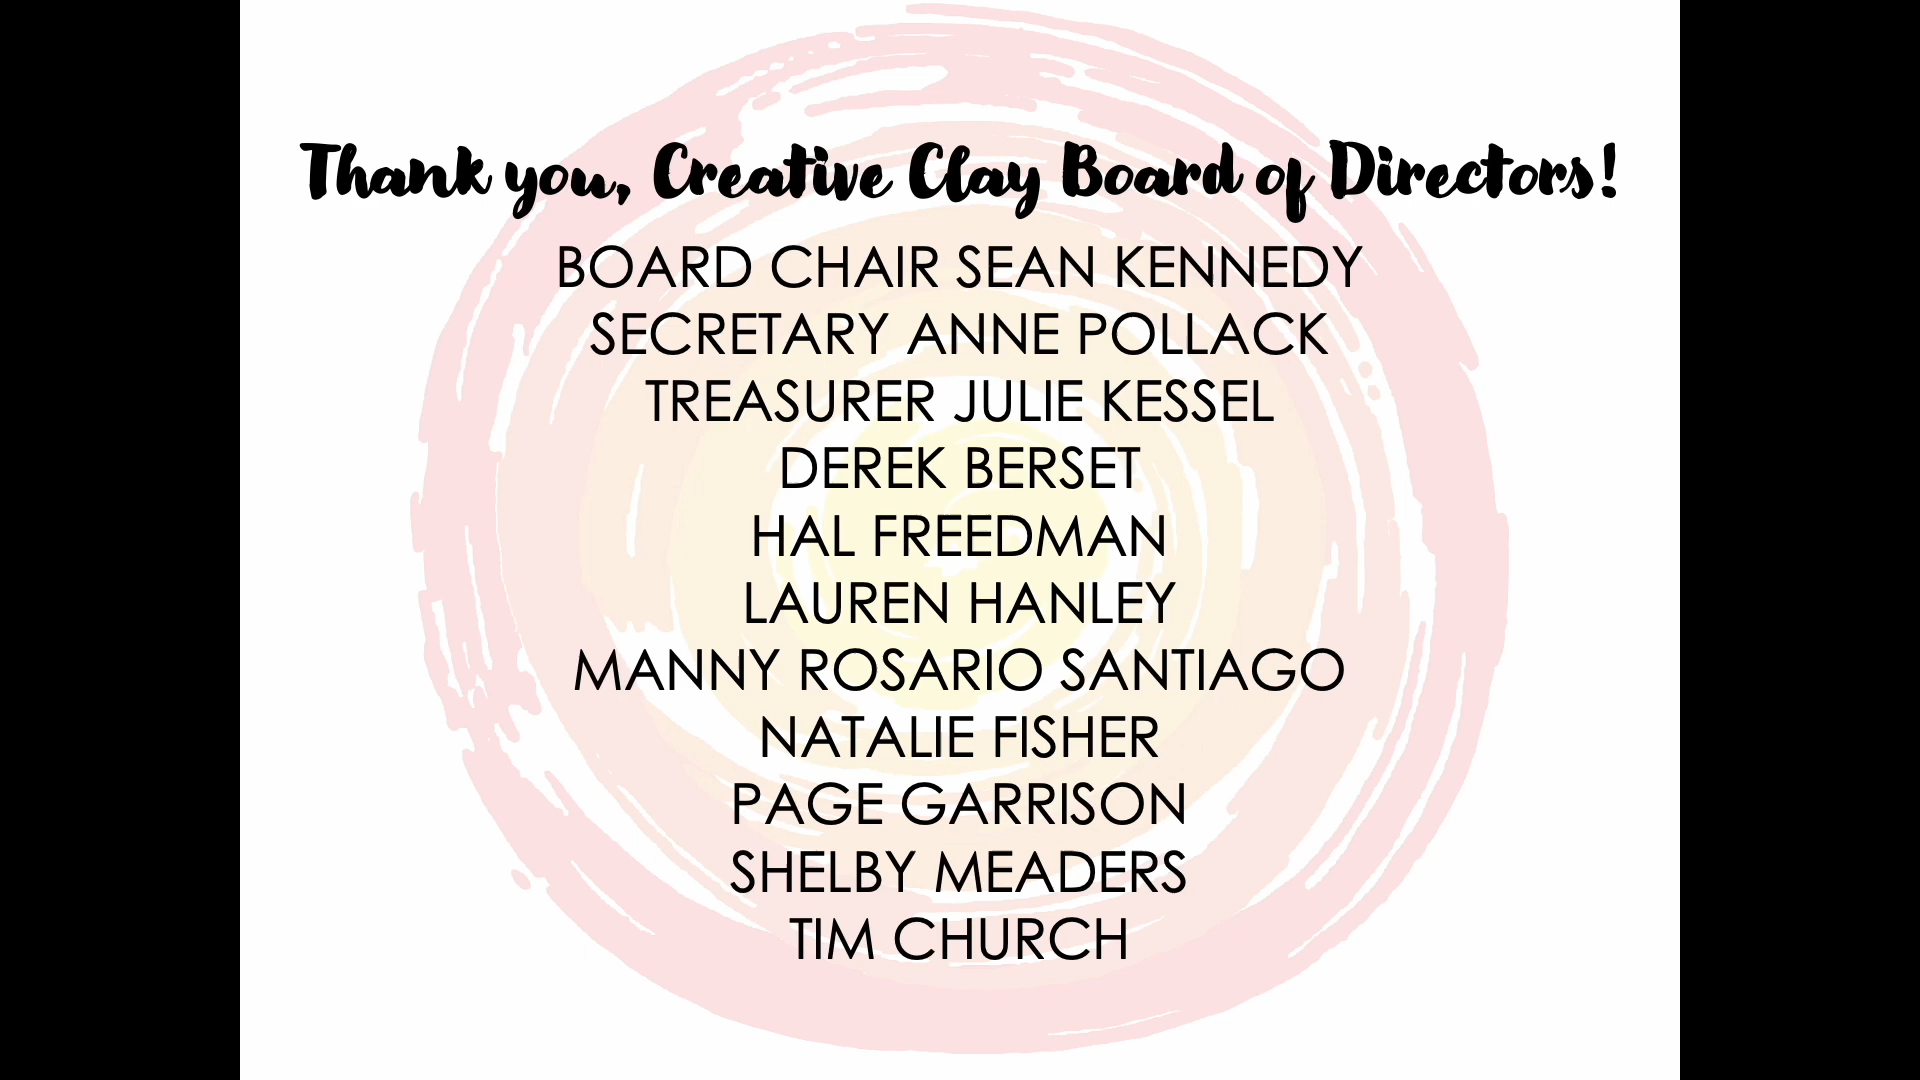 Thank you, Creative Clay Board of Directors!
BOARD CHAIR SEAN KENNEDY
SECRETARY ANNE POLLACK
TREASURER JULIE KESSEL
DEREK BERSET
HAL FREEDMAN
LAUREN HANLEY
MANNY ROSARIO SANTIAGO
NATALIE FISHER
PAGE GARRISON
SHELBY MEADERS
TIM CHURCH